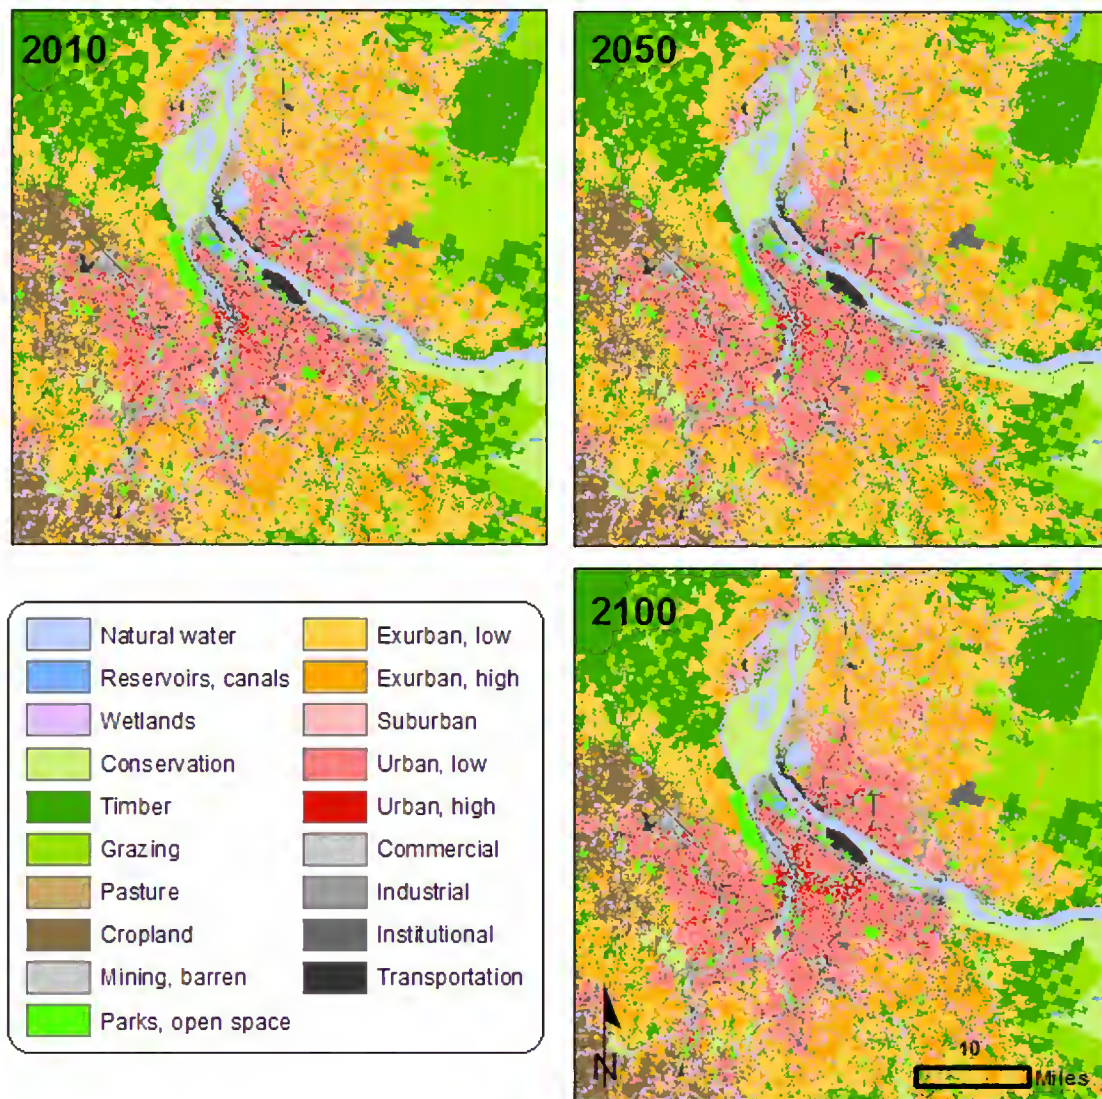 2010
2050
2100
Natural water
Reservoirs, canals
Wetlands
Conservation
Timber
Grazing
Pasture
Cropland
Mining, barren
Parks, open space
Exurban, low
Exurban, high
Suburban
Urban, low
Urban, high
Commercial
Industrial
Institutional
Transportation
N
10
Miles